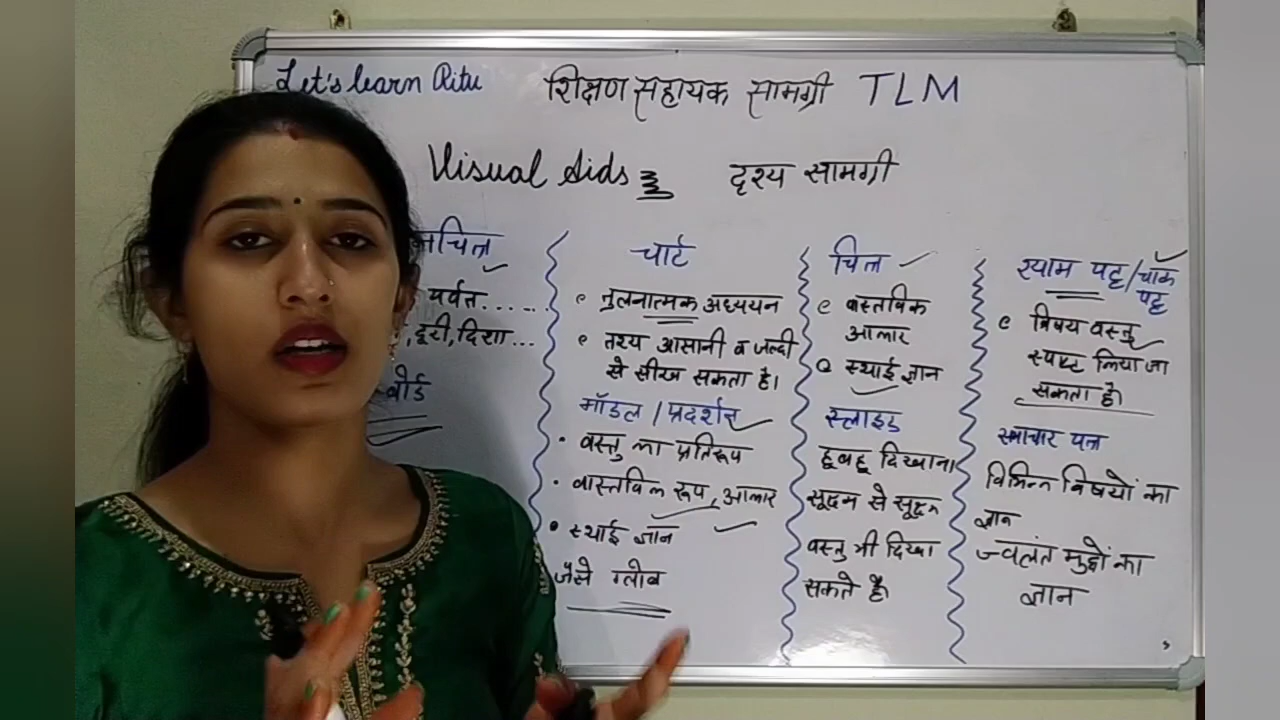 Let's learn Ritu
शिक्षण सहायक सामग्री TLM
Visual Aids
दृश्य सामग्री
पर्वत......
, दूरी, दिशा...
बोर्ड
चार्ट
तुलनात्मक अध्ययन
तथ्य आसानी व जल्दी
से सीख सकता है।
मॉडल / प्रदर्शन
वस्तु का प्रतिरूप
वास्तविक रूप, आकार
स्थाई ज्ञान
जैसे ग्लोब
चित्र
वास्तविक
आकार
स्थाई ज्ञान
स्लाइड
हूबहू दिखाना
सूक्ष्म से सूक्ष्म
वस्तु भी दिखा
सकते है।
श्याम पट्ट/चॉक
पट्ट
विषय वस्तु
स्पष्ट किया जा
सकता है।
समाचार पत्र
विभिन्न विषयों का
ज्ञान
ज्वलंत मुद्दों का
ज्ञान